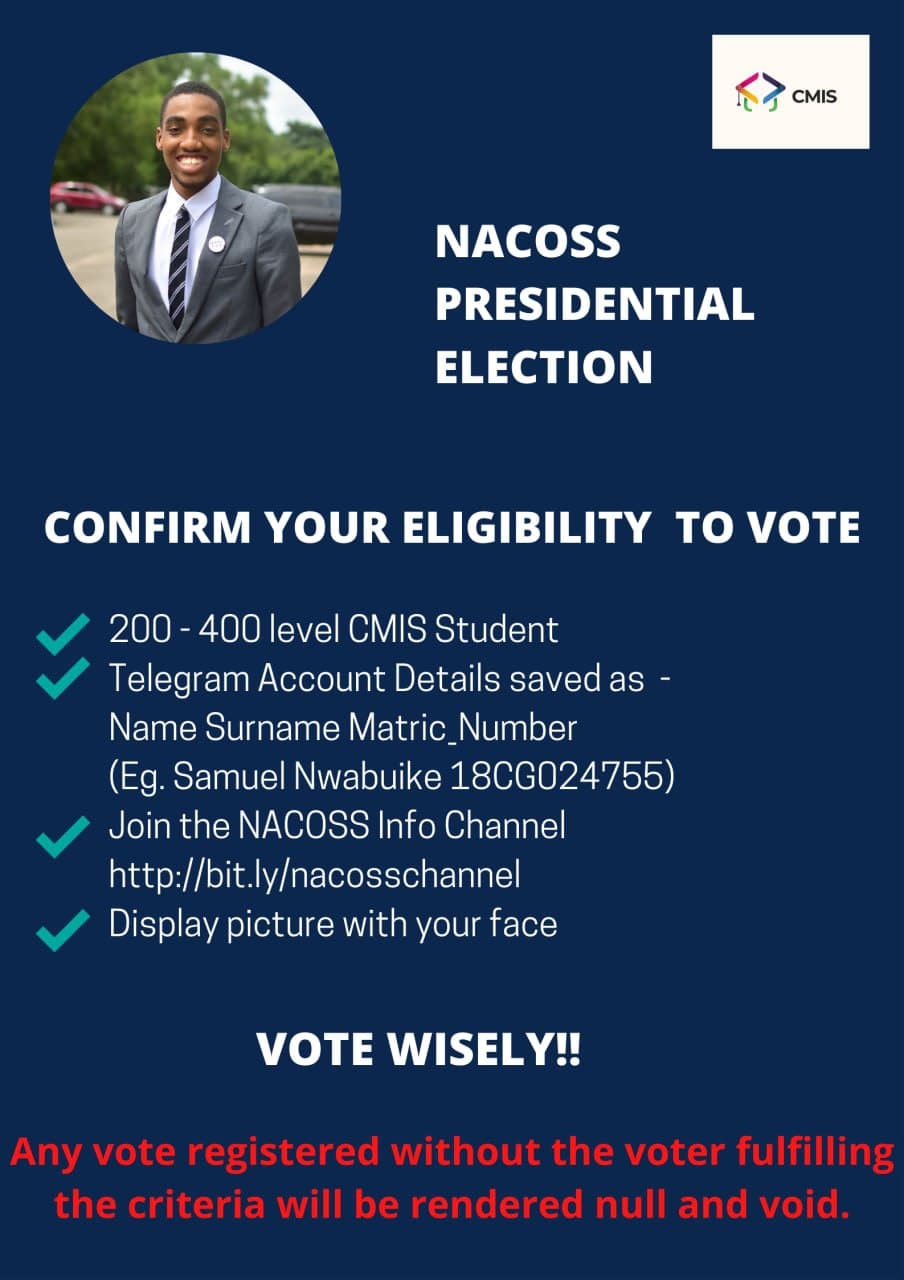 CMIS
NACOSS
PRESIDENTIAL
ELECTION
CONFIRM YOUR ELIGIBILITY TO VOTE
200 - 400 level CMIS Student
Telegram Account Details saved as -
Name Surname Matric_Number
(Eg. Samuel Nwabuike 18CG024755)
Join the NACOSS Info Channel
http://bit.ly/nacosschannel
Display picture with your face
VOTE WISELY!!
Any vote registered without the voter fulfilling
the criteria will be rendered null and void.